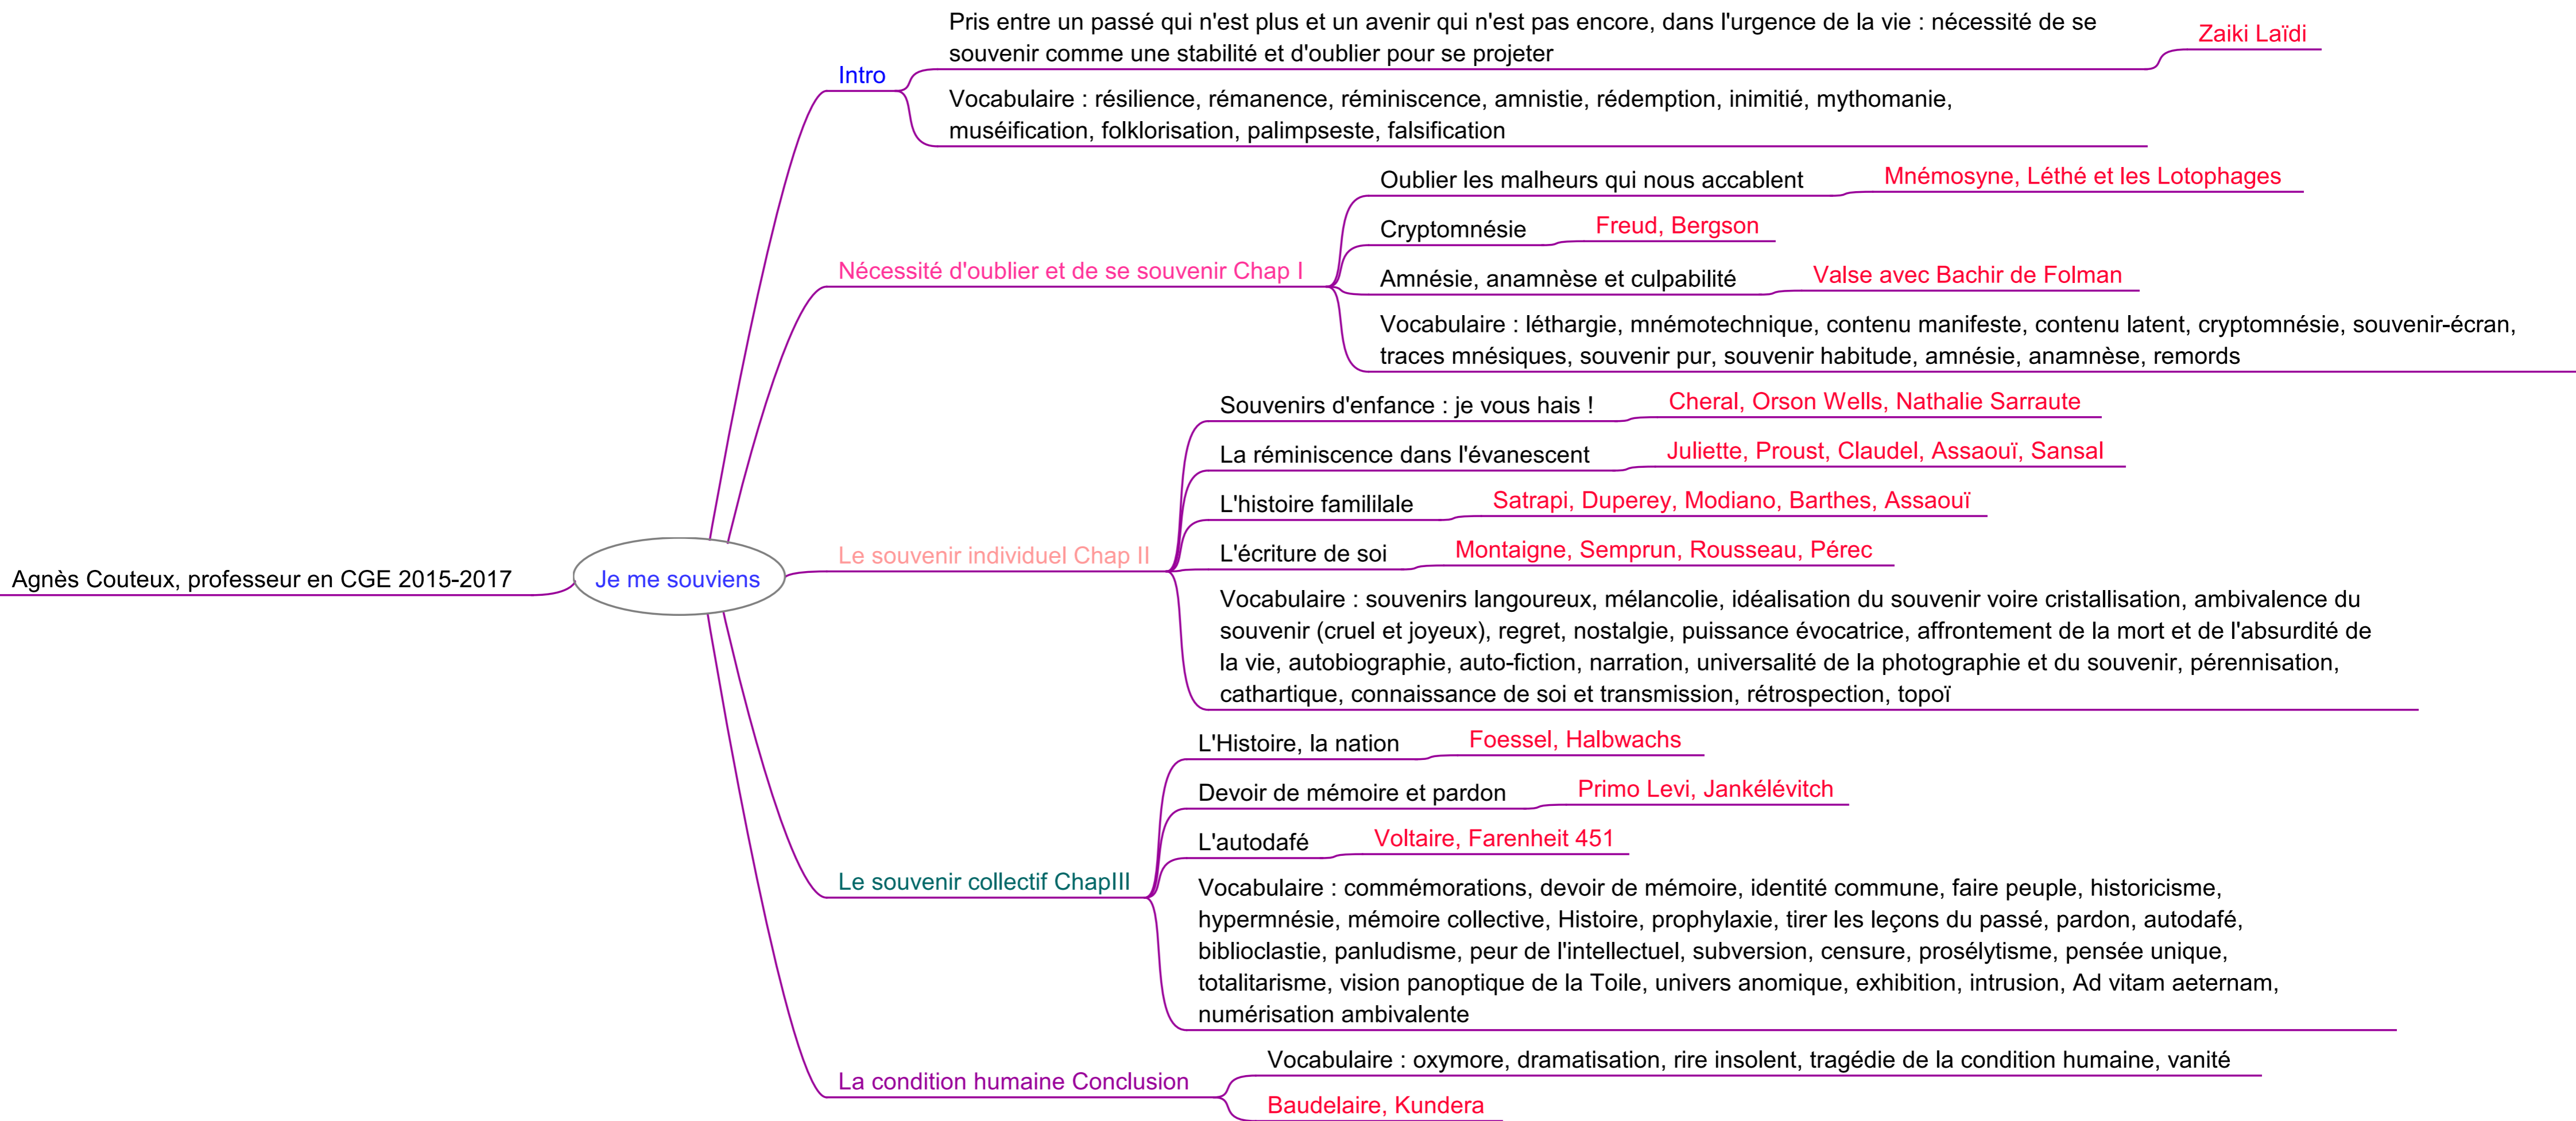 Agnès Couteux, professeur en CGE 2015-2017
Je me souviens
Intro
Pris entre un passé qui n'est plus et un avenir qui n'est pas encore, dans l'urgence de la vie : nécessité de se
souvenir comme une stabilité et d'oublier pour se projeter
Zaiki Laïdi
Vocabulaire : résilience, rémanence, réminiscence, amnistie, rédemption, inimitié, mythomanie,
muséification, folklorisation, palimpseste, falsification
Nécessité d'oublier et de se souvenir Chap I
Oublier les malheurs qui nous accablent
Mnémosyne, Léthé et les Lotophages
Cryptomnésie
Freud, Bergson
Amnésie, anamnèse et culpabilité
Valse avec Bachir de Folman
Vocabulaire : léthargie, mnémotechnique, contenu manifeste, contenu latent, cryptomnésie, souvenir-écran,
traces mnésiques, souvenir pur, souvenir habitude, amnésie, anamnèse, remords
Le souvenir individuel Chap II
Souvenirs d'enfance : je vous hais !
Cheral, Orson Wells, Nathalie Sarraute
La réminiscence dans l'évanescent
Juliette, Proust, Claudel, Assaouï, Sansal
L'histoire famililale
Satrapi, Duperey, Modiano, Barthes, Assaouï
L'écriture de soi
Montaigne, Semprun, Rousseau, Pérec
Vocabulaire : souvenirs langoureux, mélancolie, idéalisation du souvenir voire cristallisation, ambivalence du
souvenir (cruel et joyeux), regret, nostalgie, puissance évocatrice, affrontement de la mort et de l'absurdité de
la vie, autobiographie, auto-fiction, narration, universalité de la photographie et du souvenir, pérennisation,
cathartique, connaissance de soi et transmission, rétrospection, topoï
Le souvenir collectif ChapIII
L'Histoire, la nation
Foessel, Halbwachs
Devoir de mémoire et pardon
Primo Levi, Jankélévitch
L'autodafé
Voltaire, Farenheit 451
Vocabulaire : commémorations, devoir de mémoire, identité commune, faire peuple, historicisme,
hypermnésie, mémoire collective, Histoire, prophylaxie, tirer les leçons du passé, pardon, autodafé,
biblioclastie, panludisme, peur de l'intellectuel, subversion, censure, prosélytisme, pensée unique,
totalitarisme, vision panoptique de la Toile, univers anomique, exhibition, intrusion, Ad vitam aeternam,
numérisation ambivalente
La condition humaine Conclusion
Vocabulaire : oxymore, dramatisation, rire insolent, tragédie de la condition humaine, vanité
Baudelaire, Kundera